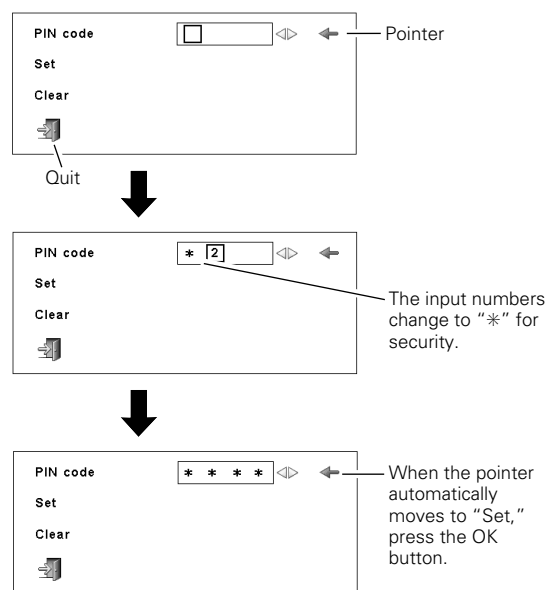 PIN code
Pointer
Set
Clear
Quit
PIN code * 2
Set
Clear
The input numbers
change to “✳” for
security.
PIN code * * * *
Set
Clear
When the pointer
automatically
moves to “Set,”
press the OK
button.